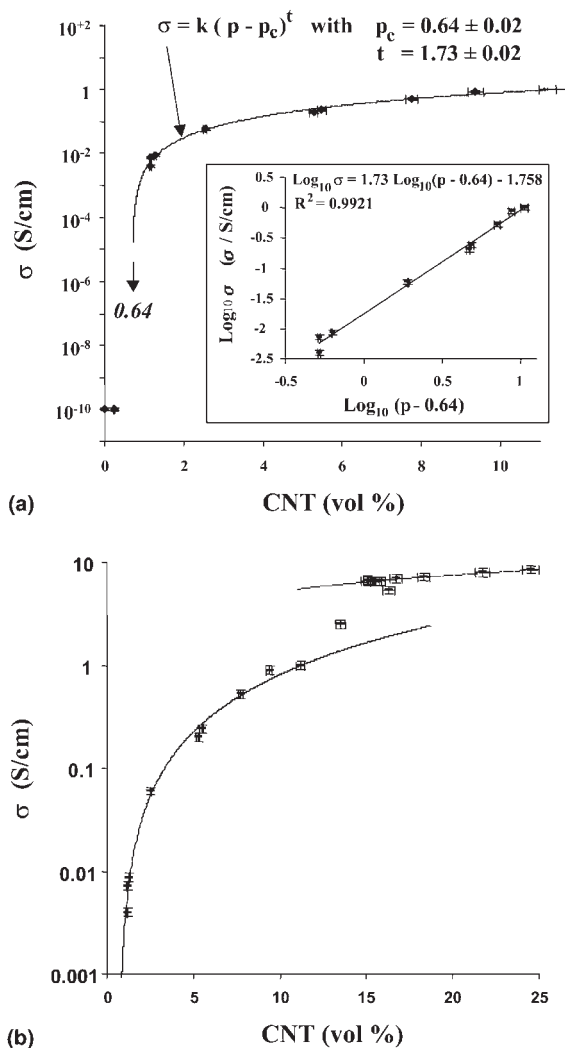 σ = k ( p - p_c )^t with p_c = 0.64 ± 0.02
t = 1.73 ± 0.02
10^+2
1
10^-2
10^-4
10^-6
10^-8
10^-10
σ (S/cm)
0.64
Log₁₀ σ = 1.73 Log₁₀(p - 0.64) - 1.758
R² = 0.9921
Log₁₀ σ (σ / S/cm)
0.5
0
-0.5
-1
-1.5
-2
-2.5
-0.5 0 0.5 1
Log₁₀ (p - 0.64)
0 2 4 6 8 10
CNT (vol %)
(a)
10
1
0.1
0.01
0.001
σ (S/cm)
0 5 10 15 20 25
CNT (vol %)
(b)